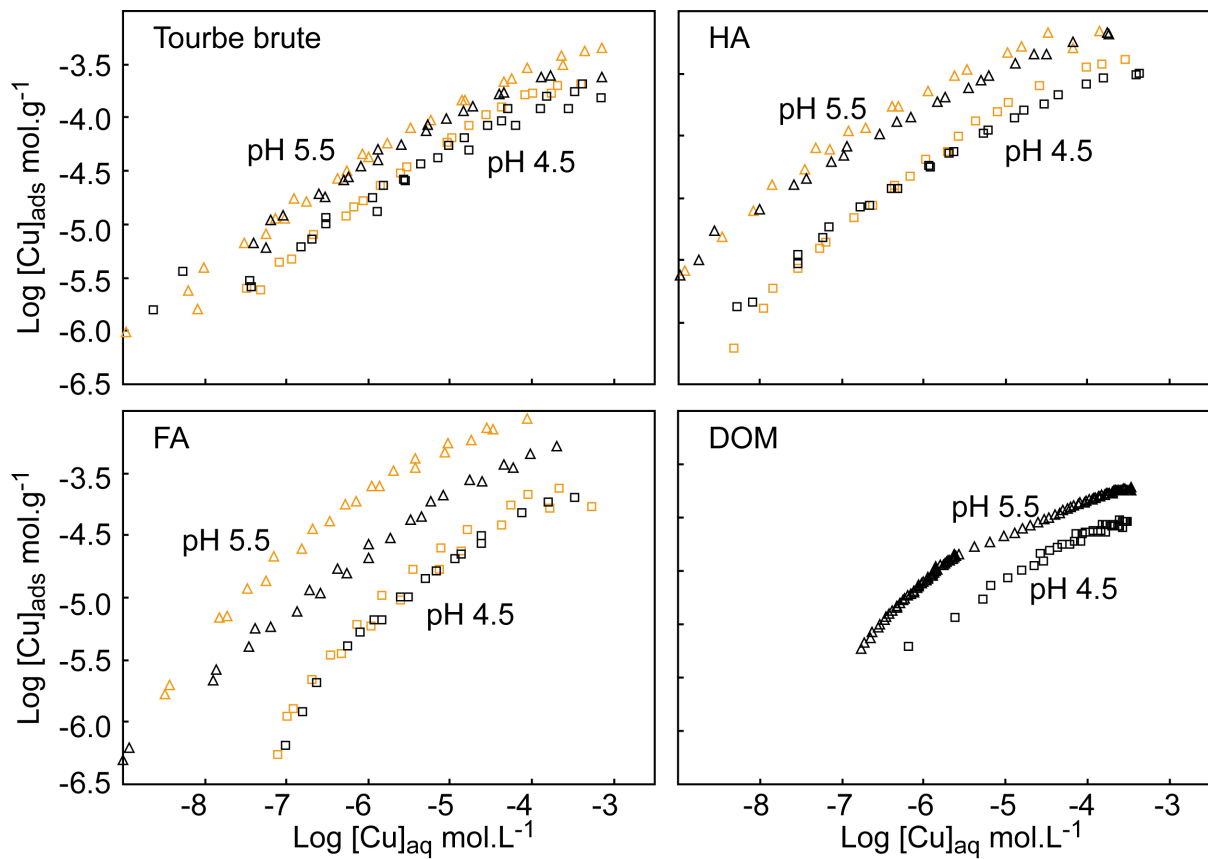 Tourbe brute
HA
-3.5
-4.0
-4.5
-5.0
-5.5
-6.0
-6.5
Log [Cu]ads mol.g-1
pH 5.5
pH 4.5
pH 5.5
pH 4.5
FA
DOM
-3.5
-4.5
-5.0
-5.5
-6.0
-6.5
Log [Cu]ads mol.g-1
pH 5.5
pH 4.5
pH 5.5
pH 4.5
-8 -7 -6 -5 -4 -3
-8 -7 -6 -5 -4 -3
Log [Cu]aq mol.L-1
Log [Cu]aq mol.L-1